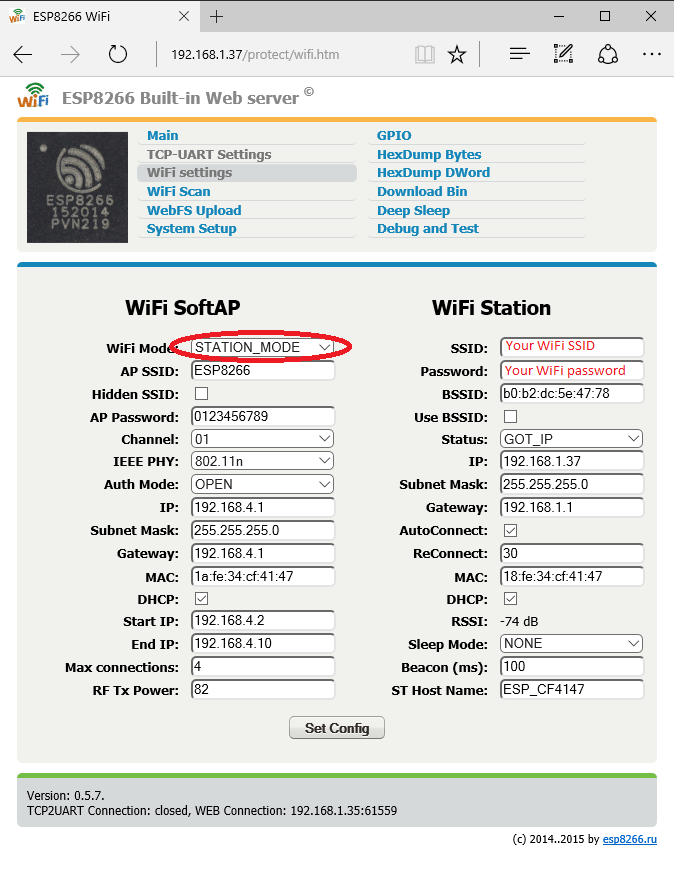 ESP8266 WiFi
192.168.1.37/protect/wifi.htm
WiFi ESP8266 Built-in Web server ©
ESP8266
152014
PVN219
Main
TCP-UART Settings
WiFi settings
WiFi Scan
WebFS Upload
System Setup
GPIO
HexDump Bytes
HexDump DWord
Download Bin
Deep Sleep
Debug and Test
WiFi SoftAP
WiFi Mode: STATION_MODE
AP SSID: ESP8266
Hidden SSID:
AP Password: 0123456789
Channel: 01
IEEE PHY: 802.11n
Auth Mode: OPEN
IP: 192.168.4.1
Subnet Mask: 255.255.255.0
Gateway: 192.168.4.1
MAC: 1a:fe:34:cf:41:47
DHCP:
Start IP: 192.168.4.2
End IP: 192.168.4.10
Max connections: 4
RF Tx Power: 82
WiFi Station
SSID: Your WiFi SSID
Password: Your WiFi password
BSSID: b0:b2:dc:5e:47:78
Use BSSID:
Status: GOT_IP
IP: 192.168.1.37
Subnet Mask: 255.255.255.0
Gateway: 192.168.1.1
AutoConnect:
ReConnect: 30
MAC: 18:fe:34:cf:41:47
DHCP:
RSSI: -74 dB
Sleep Mode: NONE
Beacon (ms): 100
ST Host Name: ESP_CF4147
Set Config
Version: 0.5.7.
TCP2UART Connection: closed, WEB Connection: 192.168.1.35:61559
(c) 2014..2015 by esp8266.ru